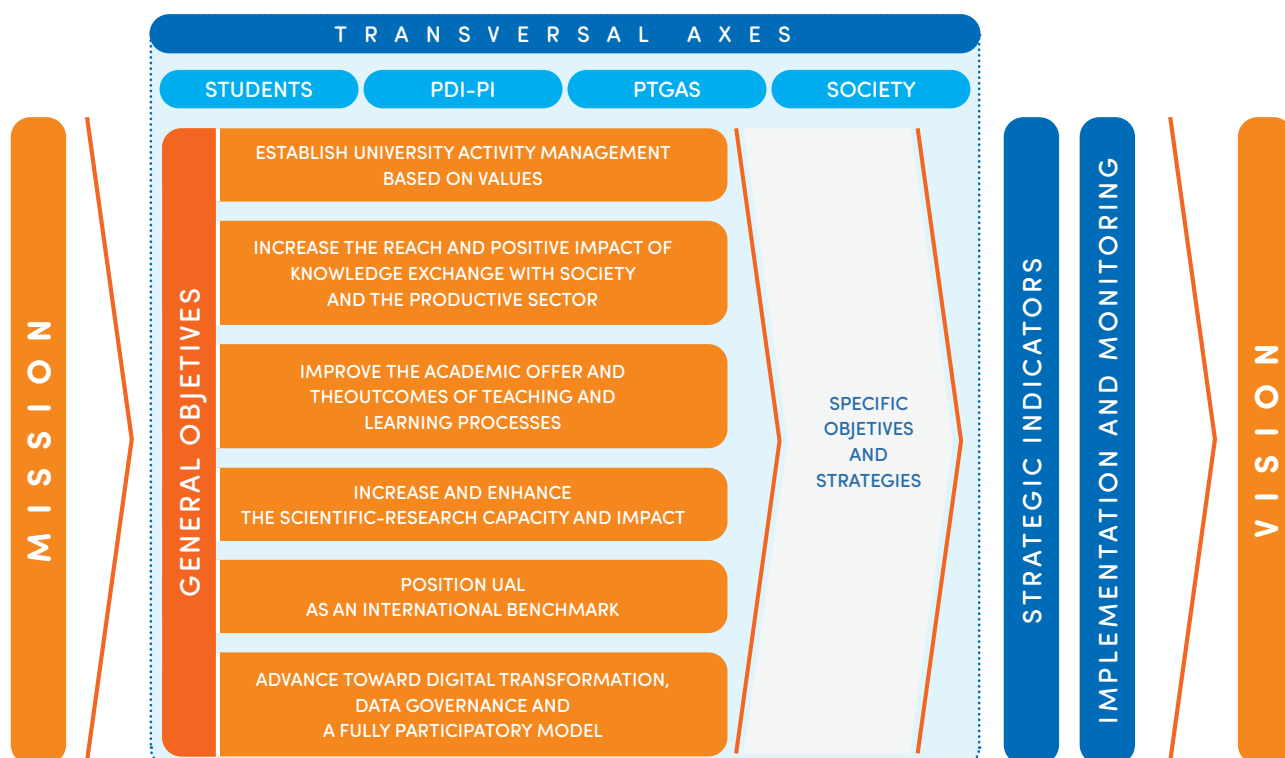 TRANSVERSAL AXES
STUDENTS
PDI-PI
PTGAS
SOCIETY
MISSION
GENERAL OBJETIVES
ESTABLISH UNIVERSITY ACTIVITY MANAGEMENT
BASED ON VALUES
INCREASE THE REACH AND POSITIVE IMPACT OF
KNOWLEDGE EXCHANGE WITH SOCIETY
AND THE PRODUCTIVE SECTOR
IMPROVE THE ACADEMIC OFFER AND
THEOUTCOMES OF TEACHING AND
LEARNING PROCESSES
INCREASE AND ENHANCE
THE SCIENTIFIC-RESEARCH CAPACITY AND IMPACT
POSITION UAL
AS AN INTERNATIONAL BENCHMARK
ADVANCE TOWARD DIGITAL TRANSFORMATION,
DATA GOVERNANCE AND
A FULLY PARTICIPATORY MODEL
SPECIFIC
OBJETIVES
AND
STRATEGIES
STRATEGIC INDICATORS
IMPLEMENTATION AND MONITORING
VISION